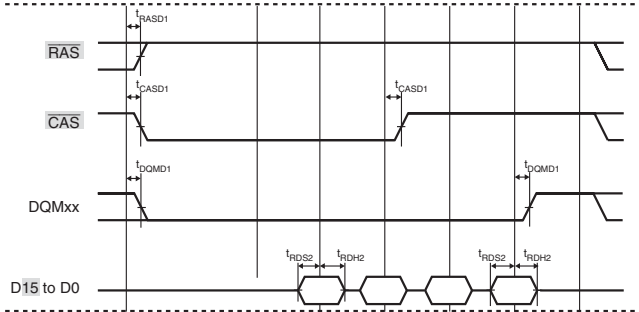 tRASD1
RAS
tCASD1 tCASD1
CAS
tDQMD1 tDQMD1
DQMxx
tRDS2 tRDH2 tRDS2 tRDH2
D15 to D0